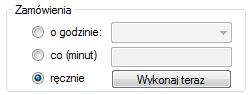 Zamówienia
o godzinie:
co (minut)
ręcznie Wykonaj teraz